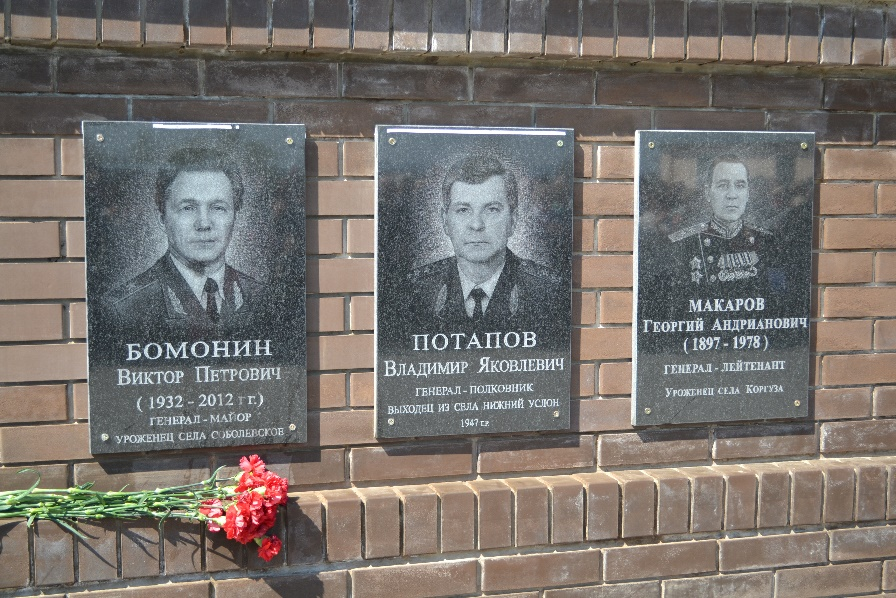 БОМОНИН
ВИКТОР ПЕТРОВИЧ
(1932 - 2012 г г.)
ГЕНЕРАЛ - МАЙОР
УРОЖЕНЕЦ СЕЛА СОБОЛЕВСКОЕ
ПОТАПОВ
ВЛАДИМИР ЯКОВЛЕВИЧ
ГЕНЕРАЛ - ПОЛКОВНИК
ВЫХОДЕЦ ИЗ СЕЛА НИЖНИЙ УСЛОН
1947 г.р.
МАКАРОВ
ГЕОРГИЙ АНДРИАНОВИЧ
(1897 - 1978)
ГЕНЕРАЛ - ЛЕЙТЕНАНТ
УРОЖЕНЕЦ СЕЛА КОРГУЗА